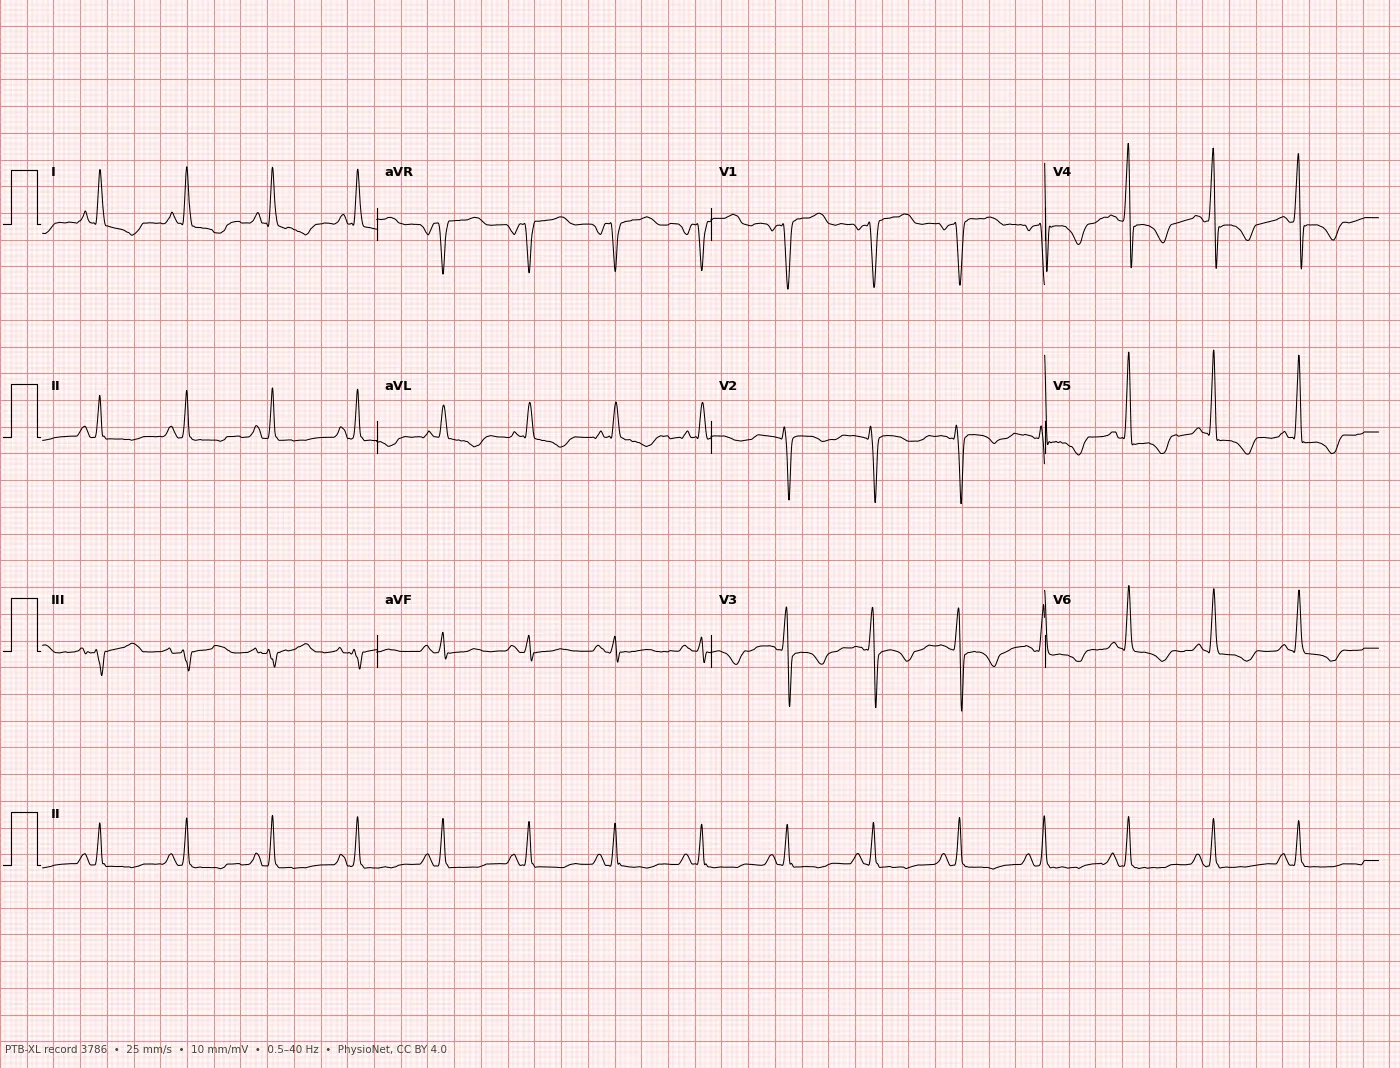 I aVR V1 V4
II aVL V2 V5
III aVF V3 V6
II
PTB-XL record 3786 • 25 mm/s • 10 mm/mV • 0.5–40 Hz • PhysioNet, CC BY 4.0